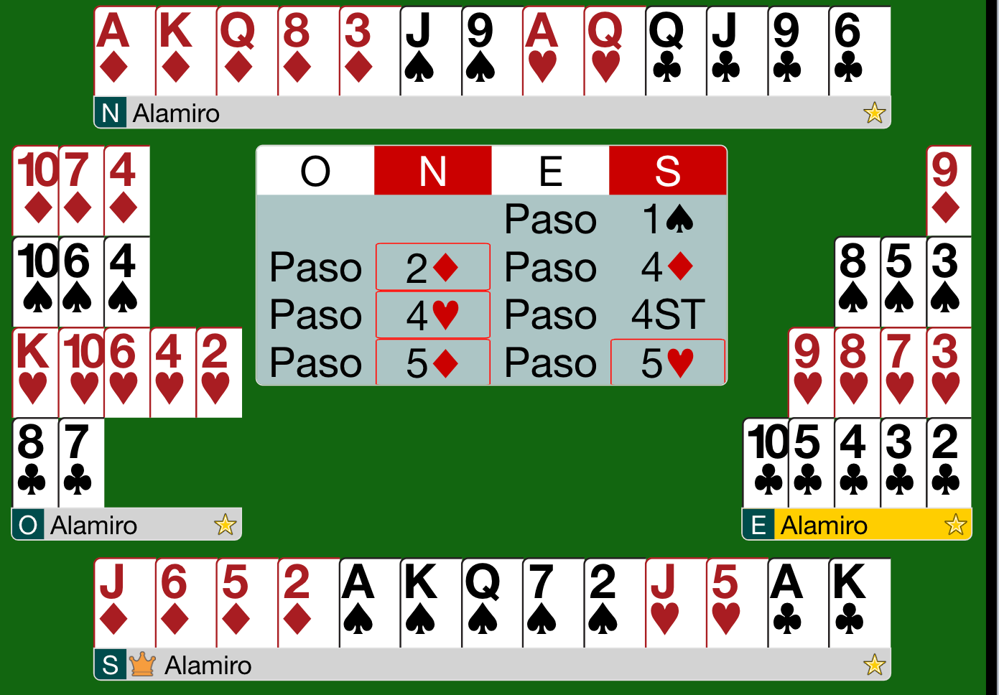 A K Q 8 3 J 9 A Q Q J 9 6
♦ ♦ ♦ ♦ ♦ ♠ ♠ ♥ ♥ ♣ ♣ ♣ ♣
N Alamiro
10 7 4
♦ ♦ ♦
10 6 4
♠ ♠ ♠
K 10 6 4 2
♥ ♥ ♥ ♥ ♥
8 7
♣ ♣
O Alamiro
O N E S
Paso 1♠
Paso 2♦ Paso 4♦
Paso 4♥ Paso 4ST
Paso 5♦ Paso 5♥
9
♦
8 5 3
♠ ♠ ♠
9 8 7 3
♥ ♥ ♥ ♥
10 5 4 3 2
♣ ♣ ♣ ♣ ♣
E Alamiro
J 6 5 2 A K Q 7 2 J 5 A K
♦ ♦ ♦ ♦ ♠ ♠ ♠ ♠ ♠ ♥ ♥ ♣ ♣
S Alamiro